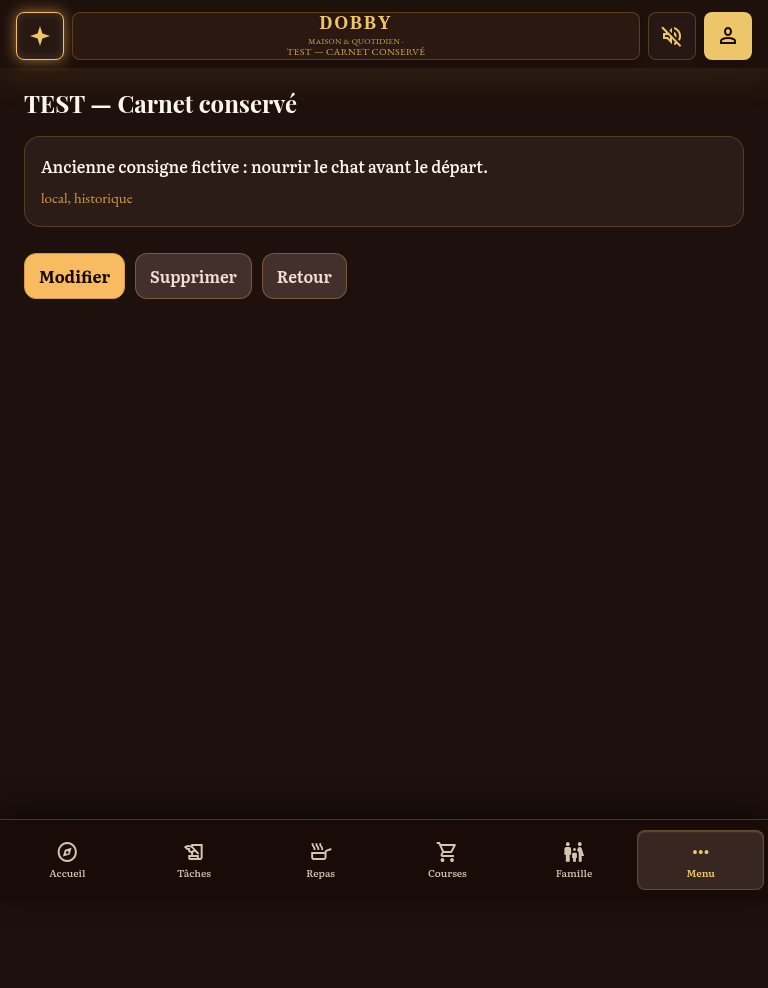 DOBBY
MAISON & QUOTIDIEN ·
TEST — CARNET CONSERVÉ
TEST — Carnet conservé
Ancienne consigne fictive : nourrir le chat avant le départ.
local, historique
Modifier
Supprimer
Retour
Accueil
Tâches
Repas
Courses
Famille
Menu